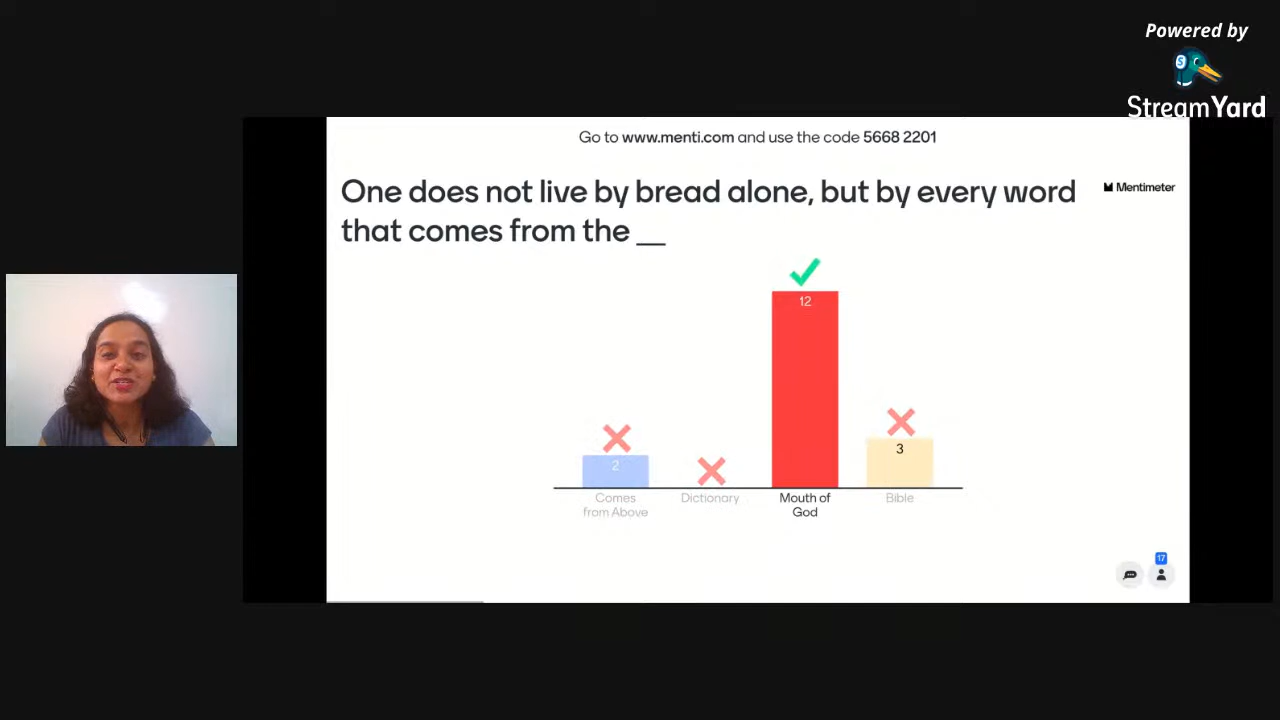 Powered by
StreamYard
Go to www.menti.com and use the code 5668 2201
One does not live by bread alone, but by every word
that comes from the __
Mentimeter
12
3
2
Comes
from Above
Dictionary
Mouth of
God
Bible
17